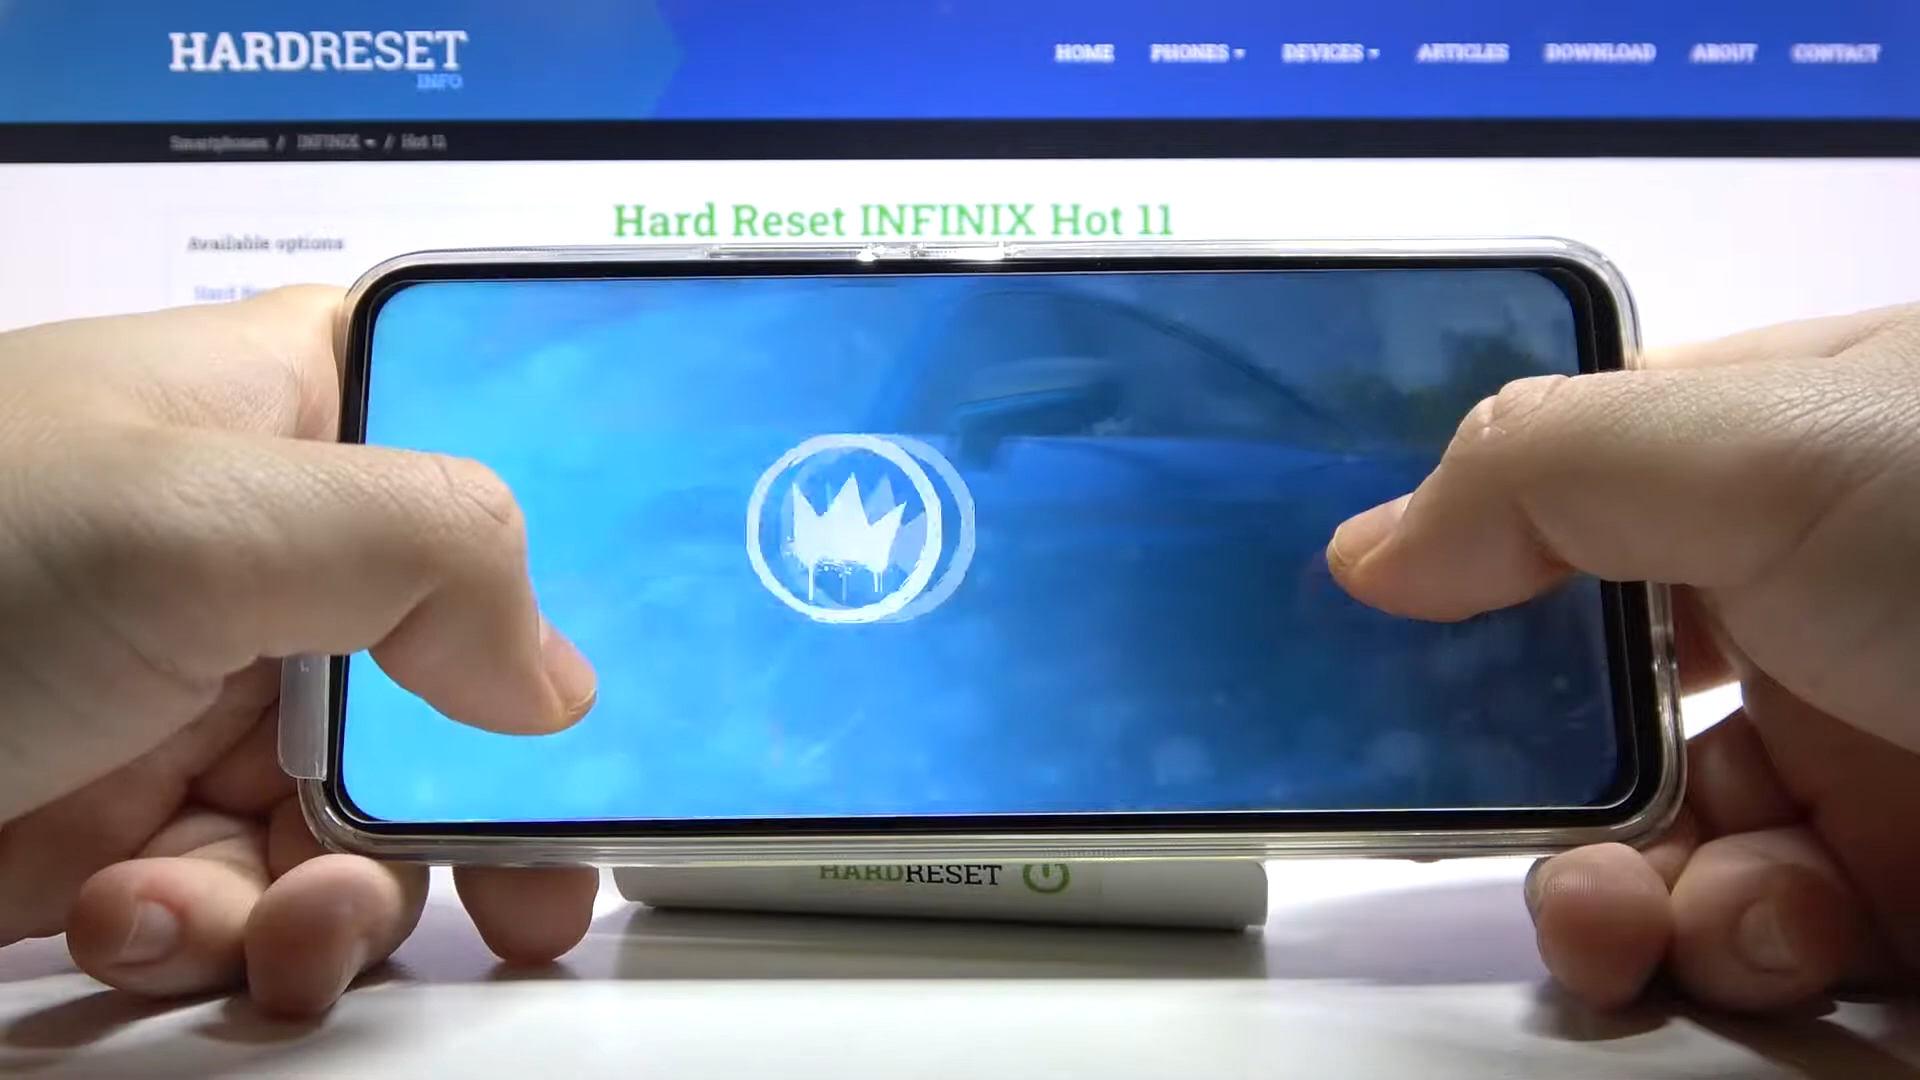 HARDRESET
INFO
HOME PHONES DEVICES ARTICLES DOWNLOAD ABOUT CONTACT
Smartphones / INFINIX / Hot 11
Hard Reset INFINIX Hot 11
Available options
Hard
HARDRESET